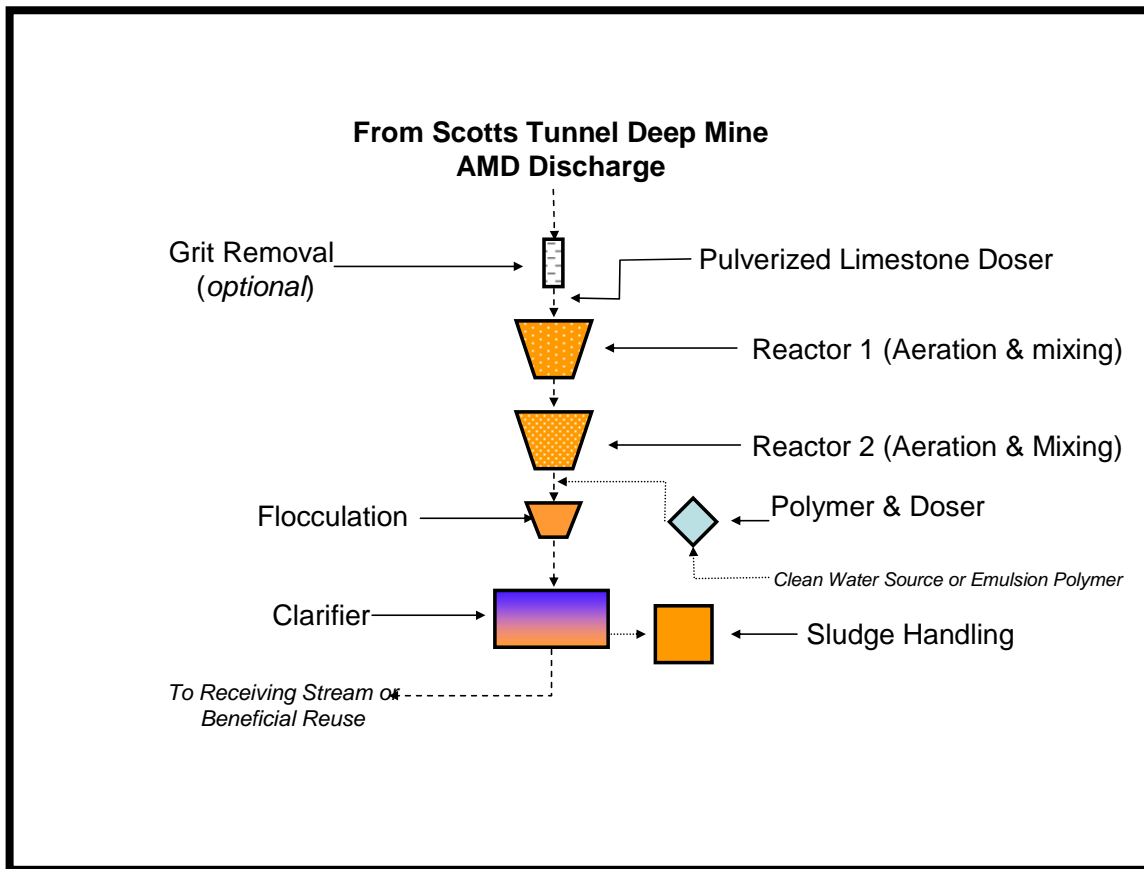 From Scotts Tunnel Deep Mine
AMD Discharge
Grit Removal
(optional)
Pulverized Limestone Doser
Reactor 1 (Aeration & mixing)
Reactor 2 (Aeration & Mixing)
Flocculation
Polymer & Doser
Clean Water Source or Emulsion Polymer
Clarifier
Sludge Handling
To Receiving Stream or
Beneficial Reuse